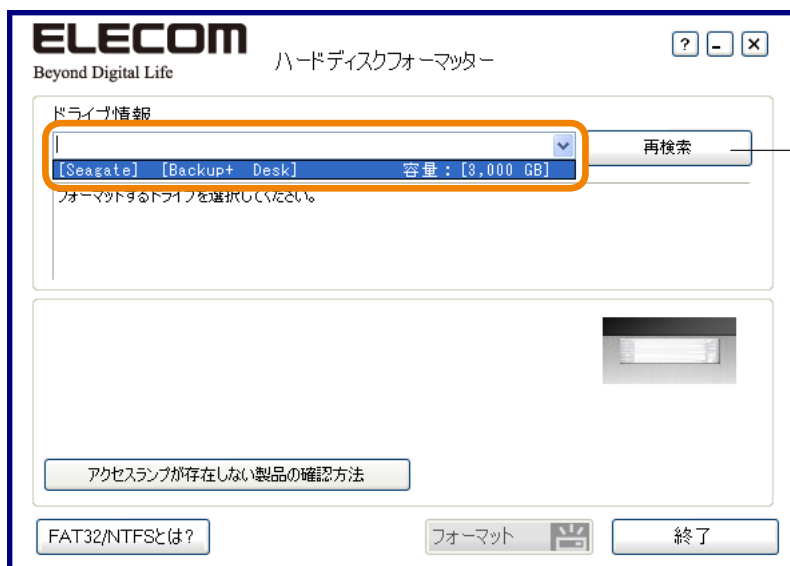 ELECOM
Beyond Digital Life
ハードディスクフォーマッター
?
ドライブ情報
再検索
[Seagate] [Backup+ Desk] 容量：[3,000 GB]
フォーマットするドライブを選択してください。
アクセスランプが存在しない製品の確認方法
FAT32/NTFSとは?
フォーマット
終了